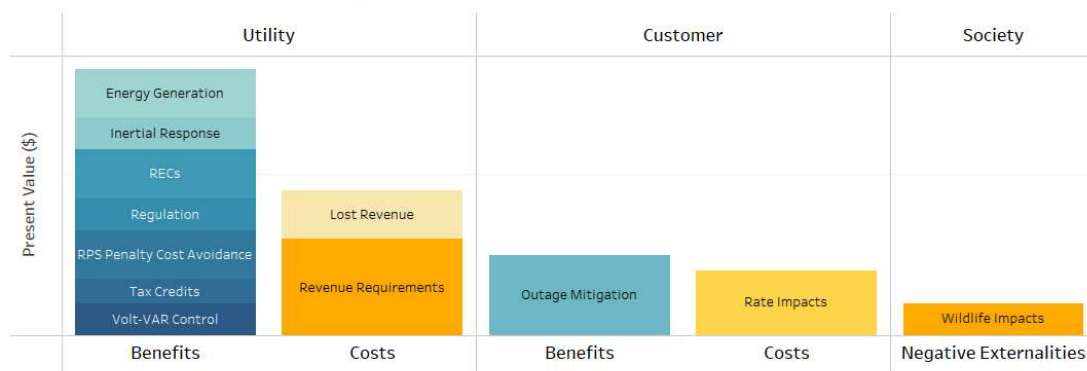 Utility
Customer
Society
Present Value ($)
Energy Generation
Inertial Response
RECs
Regulation
RPS Penalty Cost Avoidance
Tax Credits
Volt-VAR Control
Lost Revenue
Revenue Requirements
Outage Mitigation
Rate Impacts
Wildlife Impacts
Benefits
Costs
Benefits
Costs
Negative Externalities